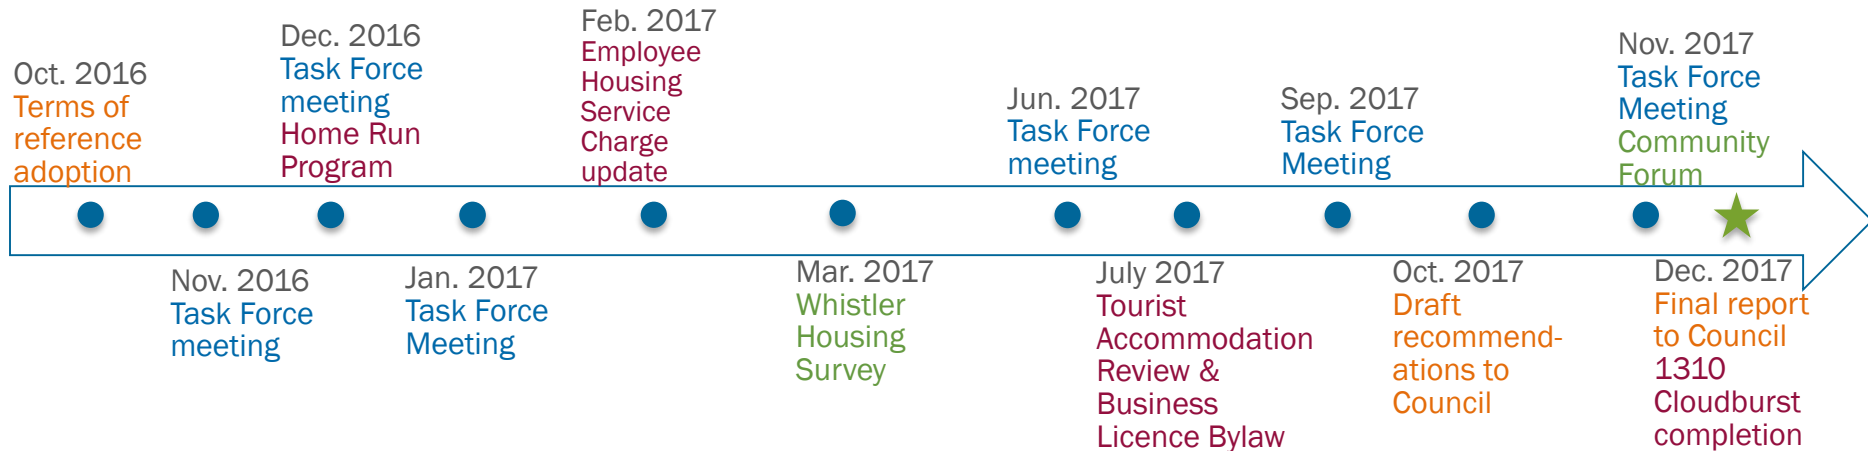 Oct. 2016
Terms of
reference
adoption
Nov. 2016
Task Force
meeting
Dec. 2016
Task Force
meeting
Home Run
Program
Jan. 2017
Task Force
Meeting
Feb. 2017
Employee
Housing
Service
Charge
update
Mar. 2017
Whistler
Housing
Survey
Jun. 2017
Task Force
meeting
July 2017
Tourist
Accommodation
Review &
Business
Licence Bylaw
Sep. 2017
Task Force
Meeting
Oct. 2017
Draft
recommend-
ations to
Council
Nov. 2017
Task Force
Meeting
Community
Forum
Dec. 2017
Final report
to Council
1310
Cloudburst
completion